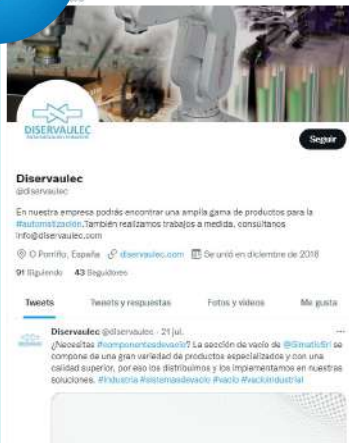 DISERVAULEC
Seguir
Diservaulec
@diservaulec
En nuestra empresa podrás encontrar una amplia gama de productos para la
#automatización.También realizamos trabajos a medida, consúltanos
info@diservaulec.com
O Porriño, España diservaulec.com Se unió en diciembre de 2018
91 Siguiendo 43 Seguidores
Tweets Tweets y respuestas Fotos y vídeos Me gusta
Diservaulec @diservaulec · 21 jul.
¿Necesitas #componentesdevacío? La sección de vacío de @GimaticSrl se
compone de una gran variedad de productos especializados y con una
calidad superior, por eso los distribuimos y los implementamos en nuestras
soluciones. #industria #sistemasdevacío #vacío #vacíoindustrial